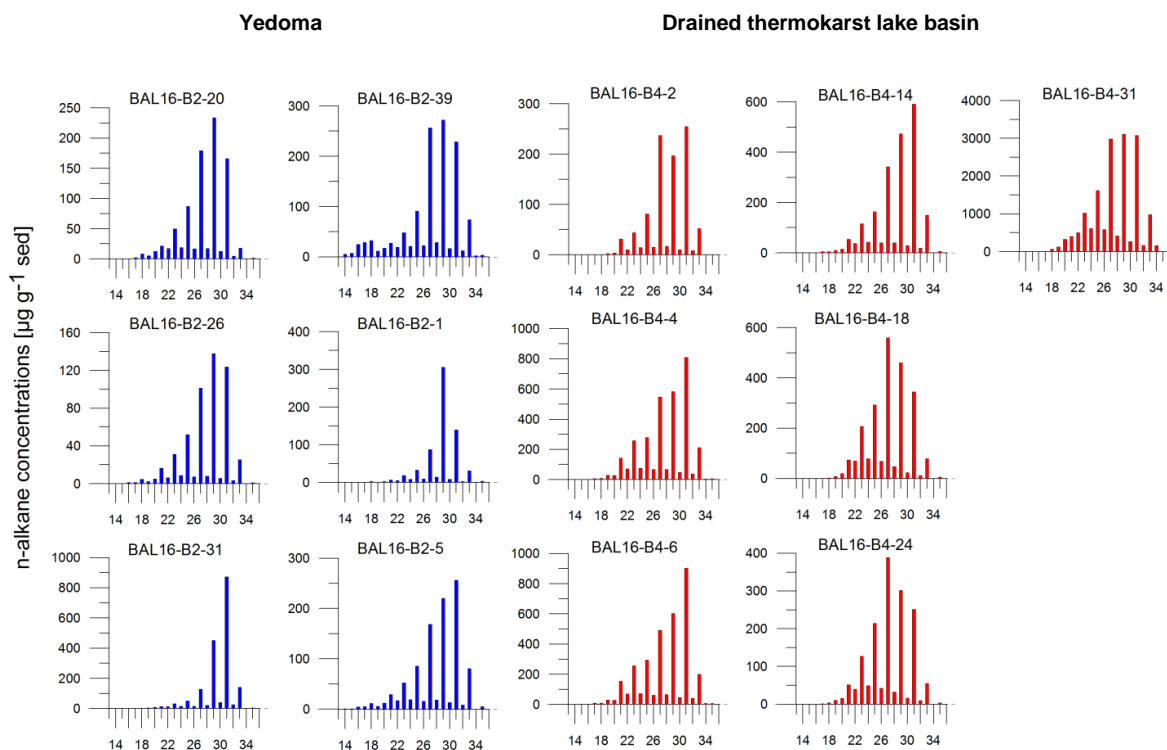 Yedoma
Drained thermokarst lake basin
n-alkane concentrations [µg g⁻¹ sed]
BAL16-B2-20
250
200
150
100
50
0
14 18 22 26 30 34
BAL16-B2-39
300
200
100
0
14 18 22 26 30 34
BAL16-B4-2
300
200
100
0
14 18 22 26 30 34
BAL16-B4-14
600
400
200
0
14 18 22 26 30 34
BAL16-B4-31
4000
3000
2000
1000
0
14 18 22 26 30 34
BAL16-B2-26
160
120
80
40
0
14 18 22 26 30 34
BAL16-B2-1
400
300
200
100
0
14 18 22 26 30 34
BAL16-B4-4
1000
800
600
400
200
0
14 18 22 26 30 34
BAL16-B4-18
600
400
200
0
14 18 22 26 30 34
BAL16-B2-31
1000
800
600
400
200
0
14 18 22 26 30 34
BAL16-B2-5
300
200
100
0
14 18 22 26 30 34
BAL16-B4-6
1000
800
600
400
200
0
14 18 22 26 30 34
BAL16-B4-24
400
300
200
100
0
14 18 22 26 30 34